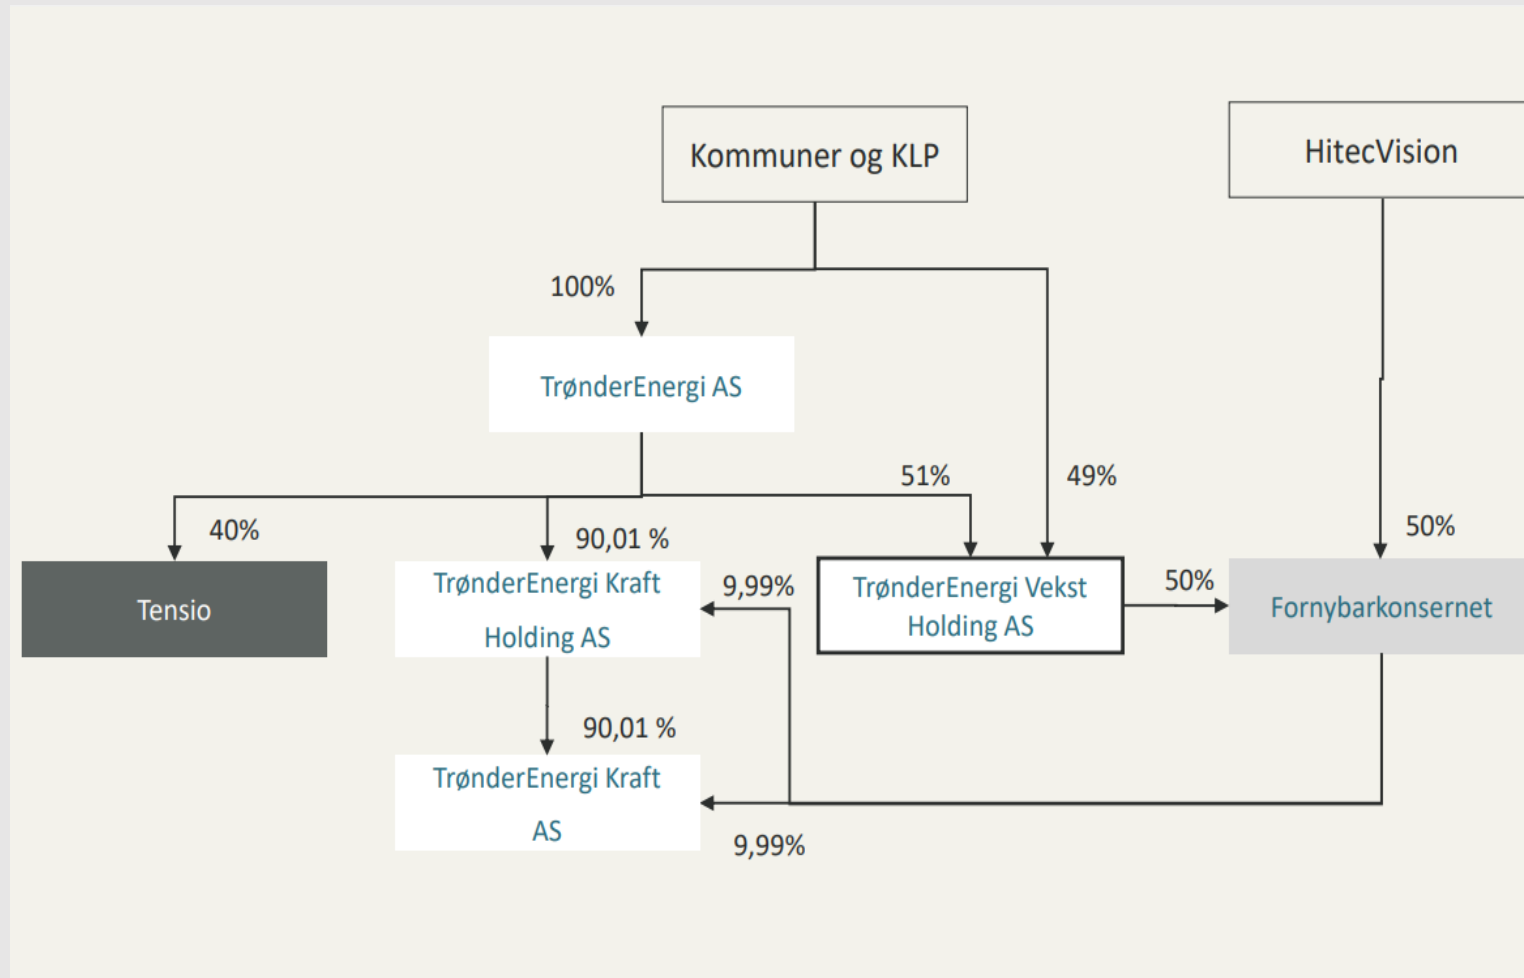 Kommuner og KLP
HitecVision
100%
TrønderEnergi AS
51%
49%
40%
90,01 %
50%
Tensio
TrønderEnergi Kraft
Holding AS
9,99%
TrønderEnergi Vekst
Holding AS
50%
Fornybarkonsernet
90,01 %
TrønderEnergi Kraft
AS
9,99%